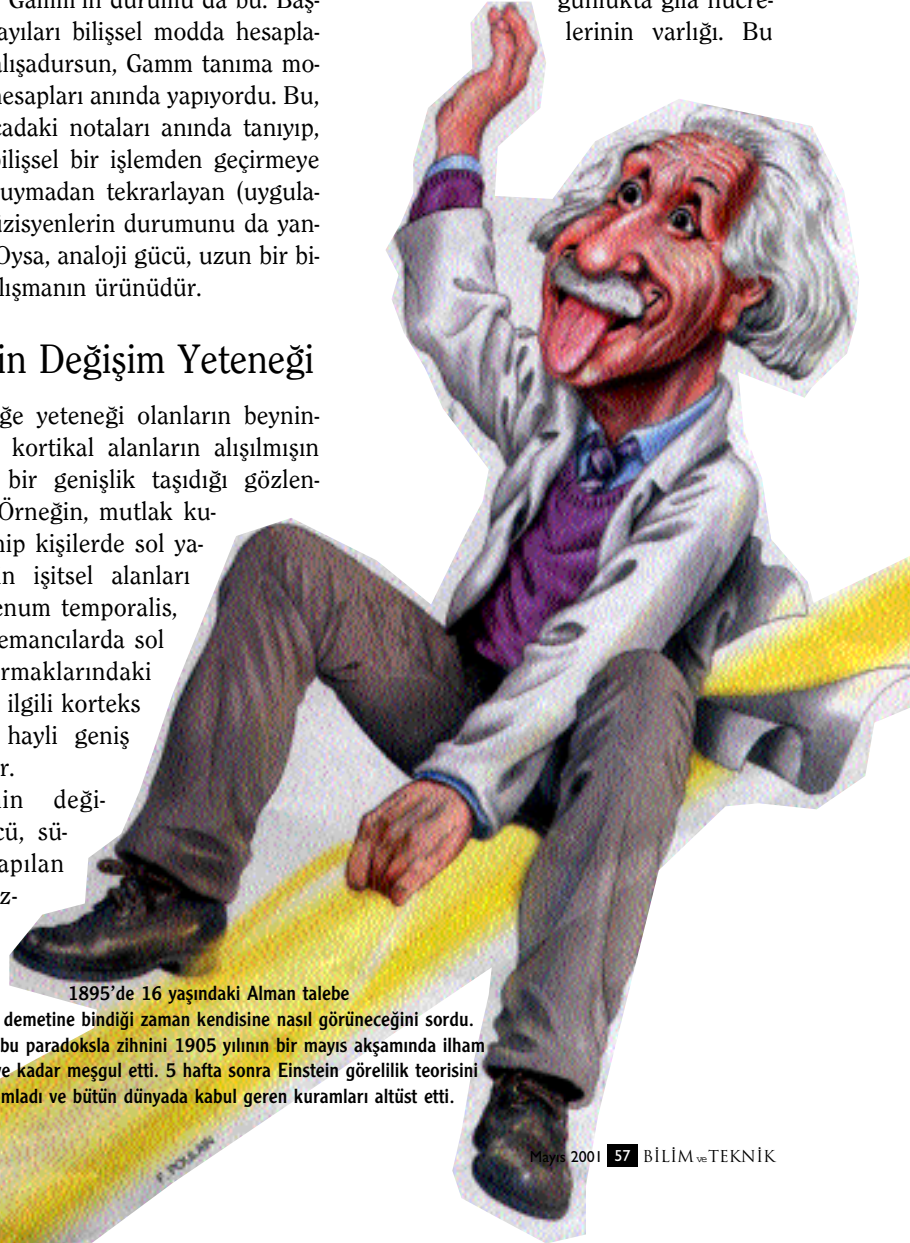 Gamm'ın durumu da bu. Baş-
ayıları bilişsel modda hesapla-
alışadursun, Gamm tanıma mo-
hesapları anında yapıyordu. Bu,
cadaki notaları anında tanıyıp,
bilişsel bir işlemden geçirmeye
uymadan tekrarlayan (uygula-
üzisyenlerin durumunu da yan-
Oysa, analoji gücü, uzun bir bi-
lışmanın ürünüdür.
in Değişim Yeteneği
ğe yeteneği olanların beynin-
kortikal alanların alışılmışın
bir genişlik taşıdığı gözlen-
Örneğin, mutlak ku-
hip kişilerde sol ya-
ın işitsel alanları
enum temporalis,
emancılarda sol
rmaklarındaki
ilgili korteks
hayli geniş
r.
in deği-
cü, sü-
apılan
z-
günlükta glia hücre-
lerinin varlığı. Bu
1895'de 16 yaşındaki Alman talebe
demetine bindiği zaman kendisine nasıl görüneceğini sordu.
bu paradoksla zihnini 1905 yılının bir mayıs akşamında ilham
ye kadar meşgul etti. 5 hafta sonra Einstein görelilik teorisini
mladı ve bütün dünyada kabul geren kuramları altüst etti.
F. POULAIN
Mayıs 2001 57 BİLİM ve TEKNİK